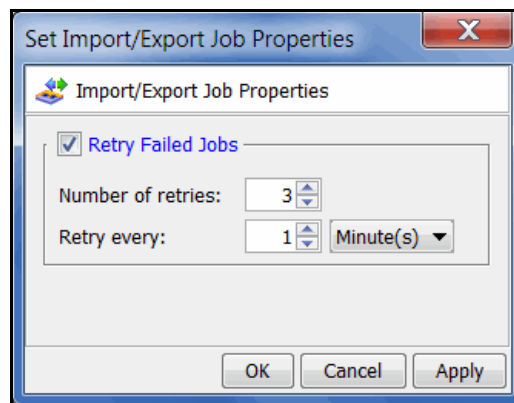 Set Import/Export Job Properties
X
Import/Export Job Properties
Retry Failed Jobs
Number of retries: 3
Retry every: 1 Minute(s)
OK Cancel Apply